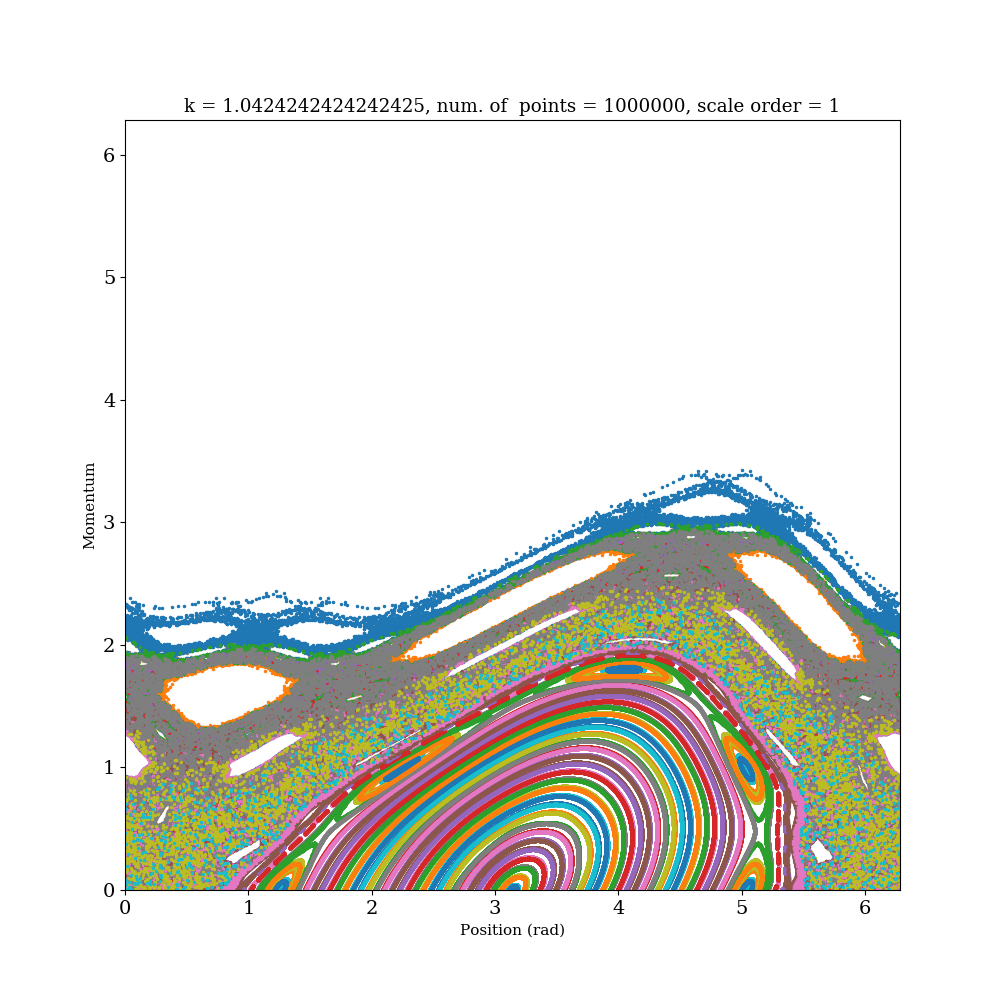 k = 1.0424242424242425, num. of  points = 1000000, scale order = 1
6
5
4
3
2
1
0
Momentum
0 1 2 3 4 5 6
Position (rad)